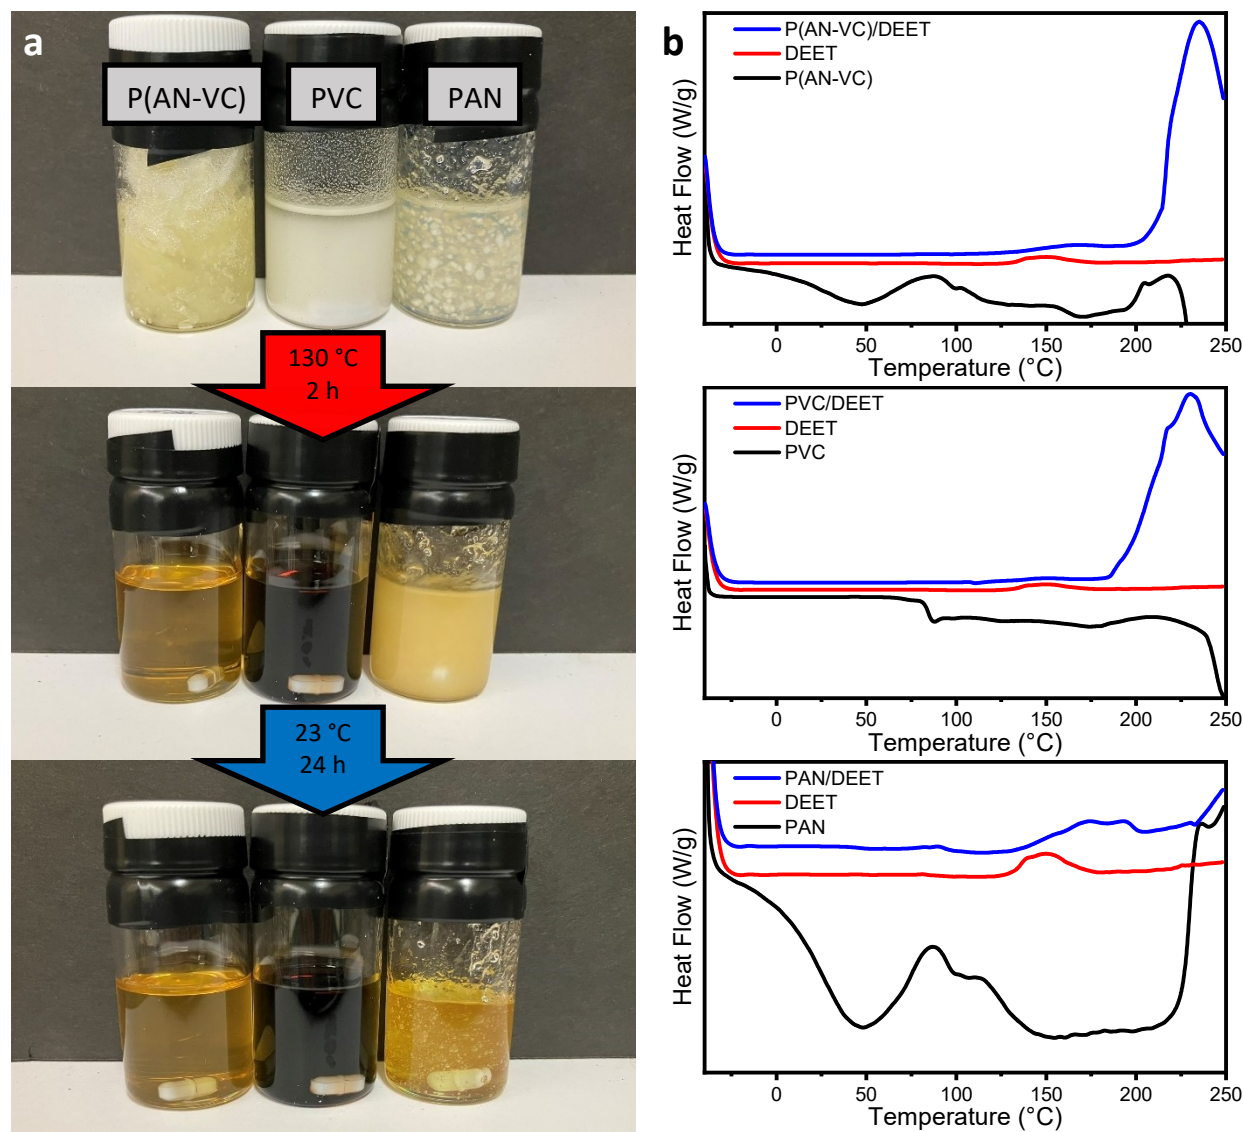 a
P(AN-VC)
PVC
PAN
130 °C
2 h
23 °C
24 h
b
P(AN-VC)/DEET
DEET
P(AN-VC)
Heat Flow (W/g)
0 50 100 150 200 250
Temperature (°C)
PVC/DEET
DEET
PVC
Heat Flow (W/g)
0 50 100 150 200 250
Temperature (°C)
PAN/DEET
DEET
PAN
Heat Flow (W/g)
0 50 100 150 200 250
Temperature (°C)